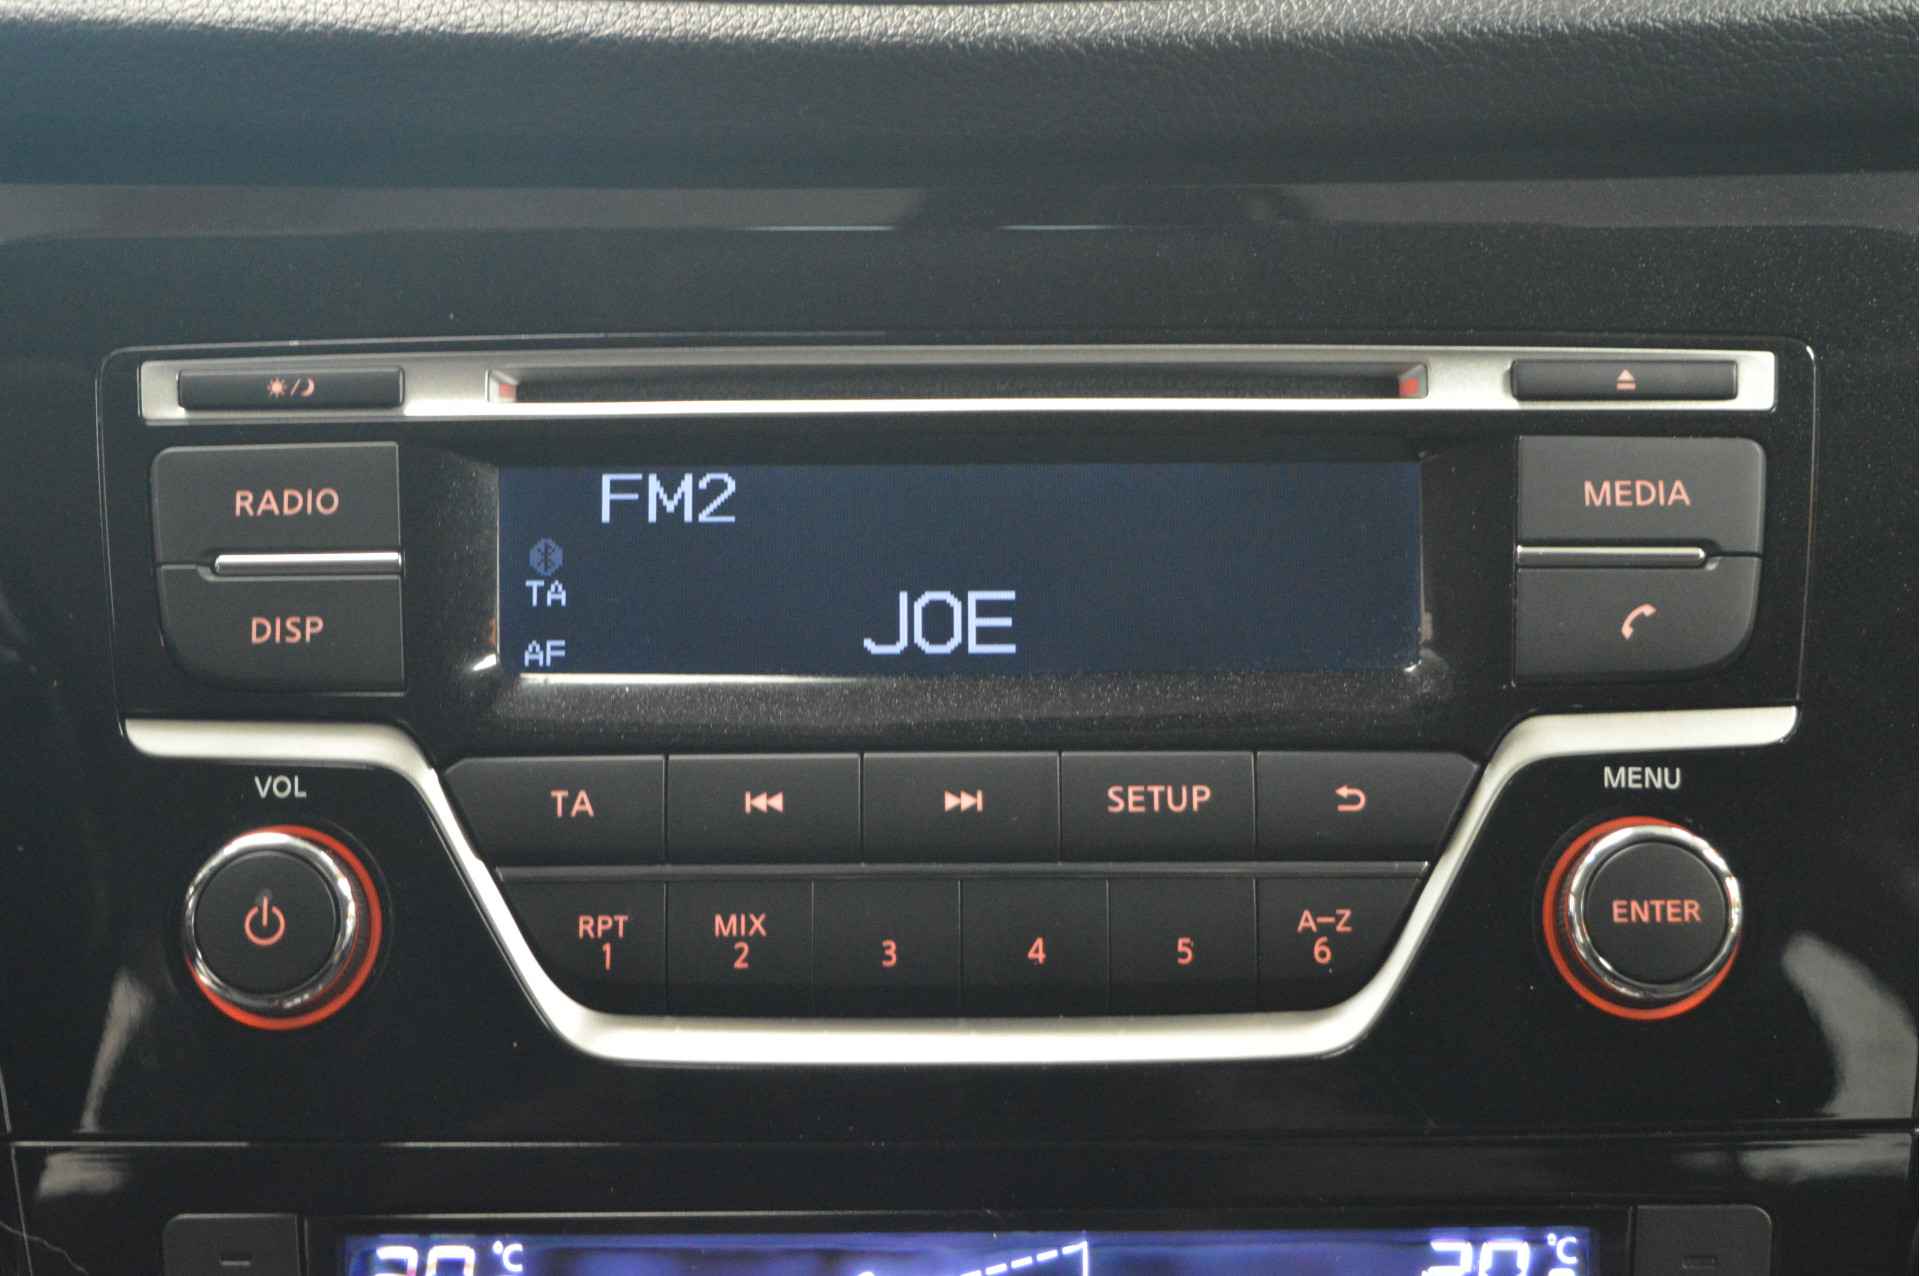 RADIO
FM2
MEDIA
TA
DISP
AF
JOE
VOL
MENU
TA
SETUP
RPT
1
MIX
2
3
4
5
A-Z
6
ENTER
°C
°C